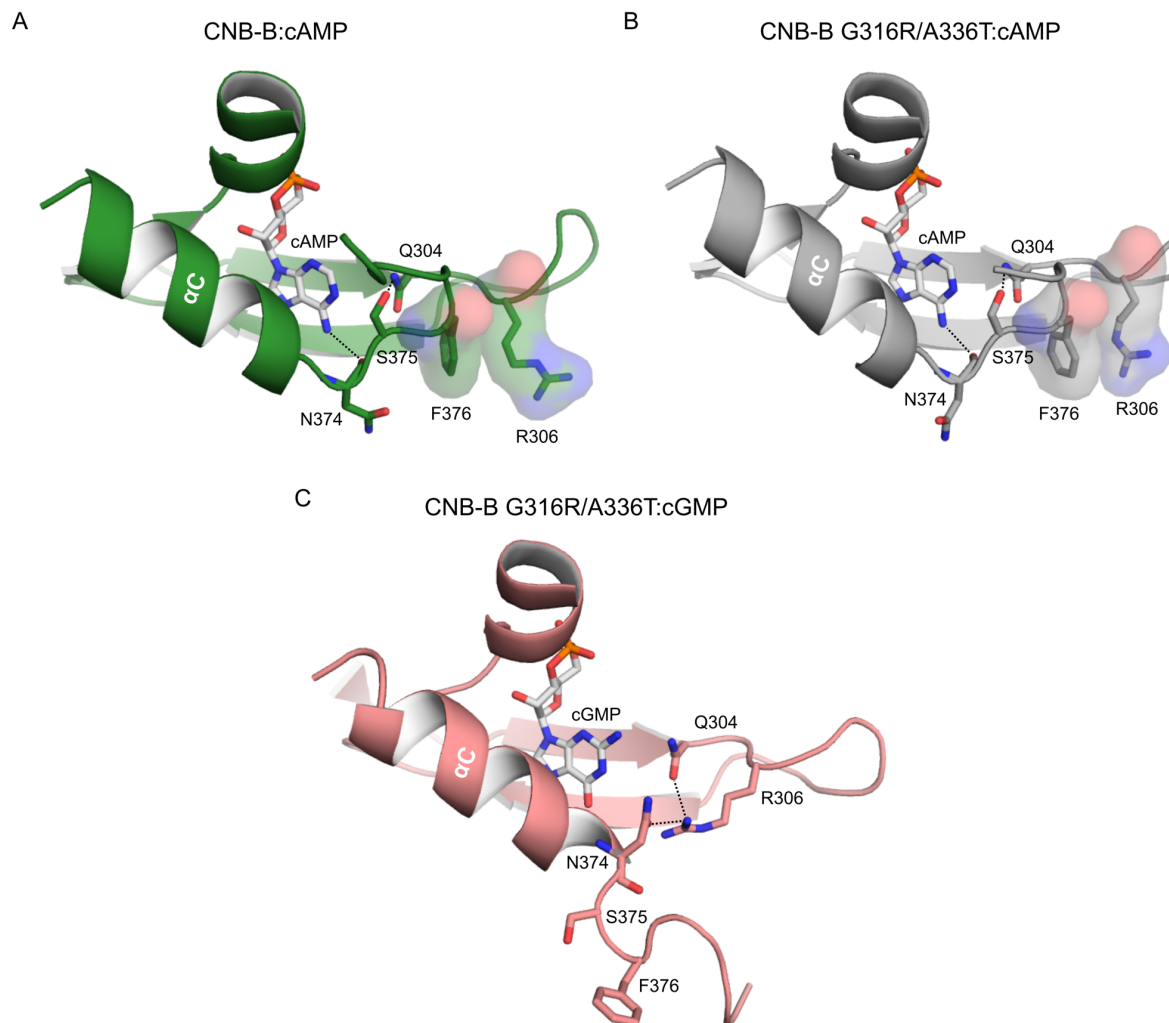 A
CNB-B:cAMP
αC
cAMP
Q304
S375
N374
F376
R306
B
CNB-B G316R/A336T:cAMP
αC
cAMP
Q304
S375
N374
F376
R306
C
CNB-B G316R/A336T:cGMP
αC
cGMP
Q304
R306
N374
S375
F376